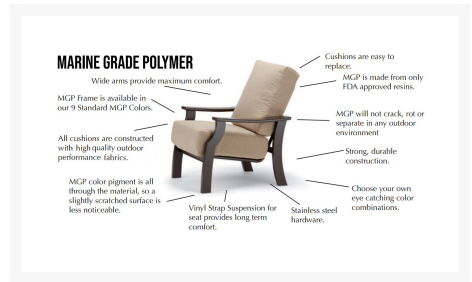 MARINE GRADE POLYMER
Wide arms provide maximum comfort.
MGP Frame is available in
our 9 Standard MGP Colors.
All cushions are constructed
with high quality outdoor
performance fabrics.
MGP color pigment is all
through the material, so a
slightly scratched surface is
less noticeable.
Vinyl Strap Suspension for
seat provides long term
comfort.
Stainless steel
hardware.
Cushions are easy to
replace.
MGP is made from only
FDA approved resins.
MGP will not crack, rot or
separate in any outdoor
environment
Strong, durable
construction.
Choose your own
eye catching color
combinations.